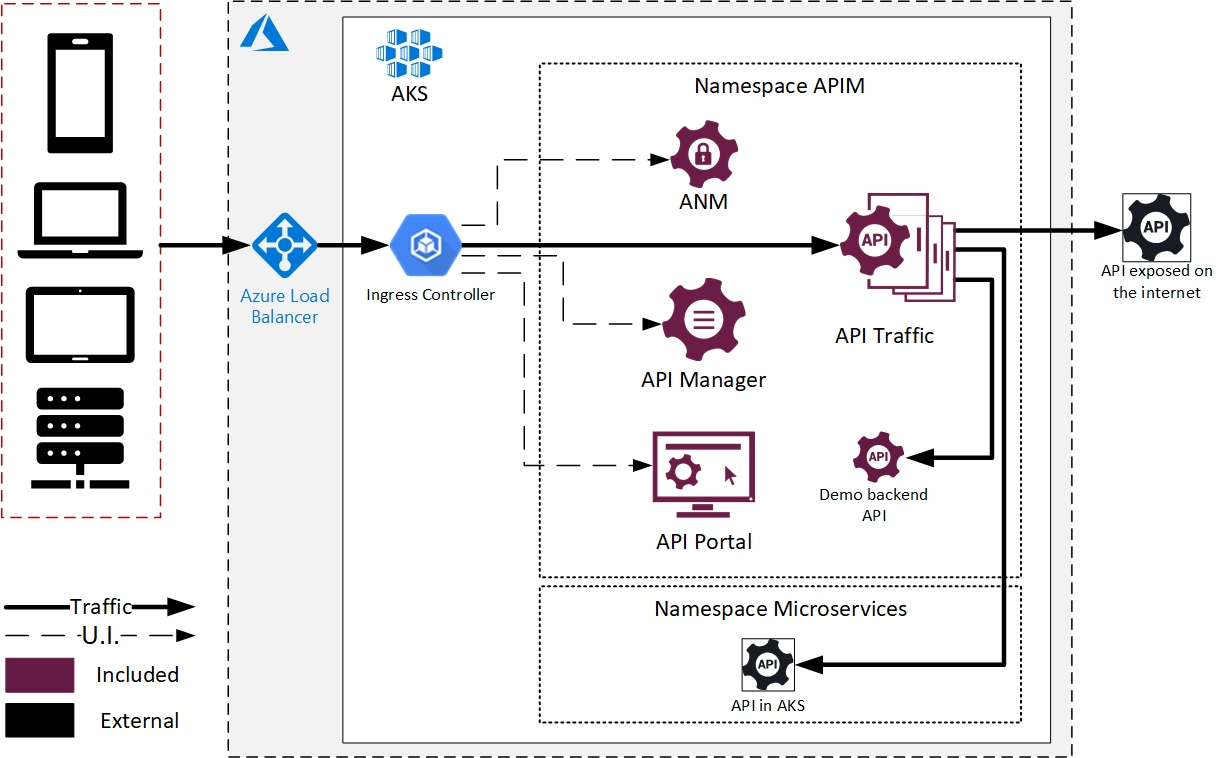 AKS
Namespace APIM
ANM
API
API Traffic
API
API exposed on
the internet
Azure Load
Balancer
Ingress Controller
API Manager
API
Demo backend
API
API Portal
Traffic
U.I.
Included
External
Namespace Microservices
API
API in AKS